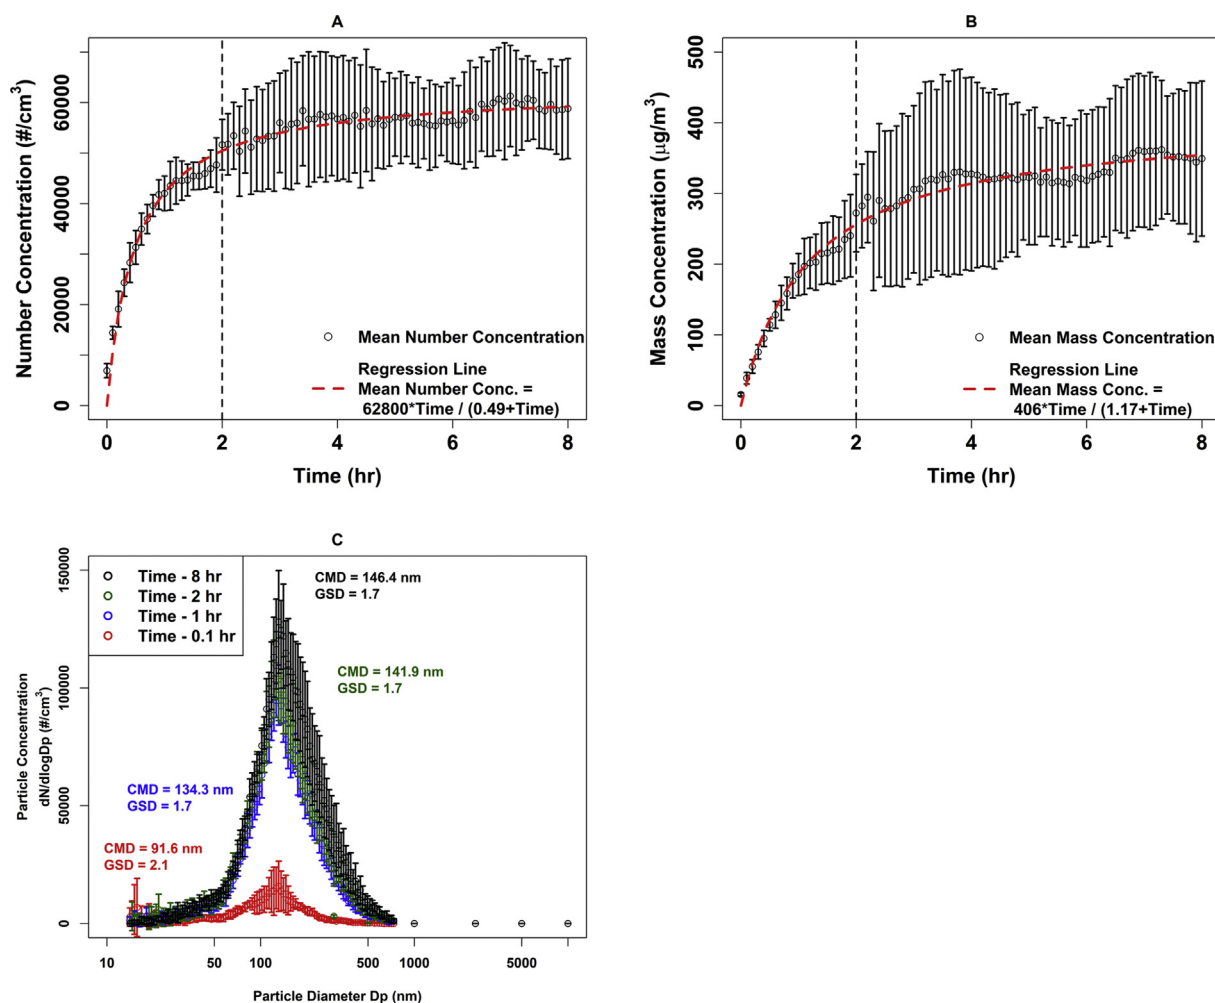 A
Number Concentration (#/cm³)
60000
40000
20000
0
Mean Number Concentration
Regression Line
Mean Number Conc. =
62800*Time / (0.49+Time)
0 2 4 6 8
Time (hr)
B
Mass Concentration (µg/m³)
500
400
300
200
100
0
Mean Mass Concentration
Regression Line
Mean Mass Conc. =
406*Time / (1.17+Time)
0 2 4 6 8
Time (hr)
C
Particle Concentration
dN/dlogDp (#/cm³)
150000
100000
50000
0
Time - 8 hr
Time - 2 hr
Time - 1 hr
Time - 0.1 hr
CMD = 146.4 nm
GSD = 1.7
CMD = 141.9 nm
GSD = 1.7
CMD = 134.3 nm
GSD = 1.7
CMD = 91.6 nm
GSD = 2.1
10 50 100 500 1000 5000
Particle Diameter Dp (nm)